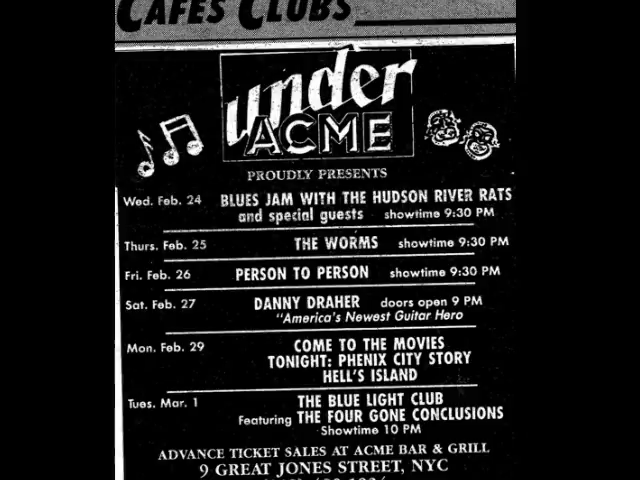 CAFES CLUBS
under
ACME
PROUDLY PRESENTS
Wed. Feb. 24 BLUES JAM WITH THE HUDSON RIVER RATS
and special guests showtime 9:30 PM
Thurs. Feb. 25 THE WORMS showtime 9:30 PM
Fri. Feb. 26 PERSON TO PERSON showtime 9:30 PM
Sat. Feb. 27 DANNY DRAHER doors open 9 PM
"America's Newest Guitar Hero
Mon. Feb. 29 COME TO THE MOVIES
TONIGHT: PHENIX CITY STORY
HELL'S ISLAND
Tues. Mar. 1 THE BLUE LIGHT CLUB
Featuring THE FOUR GONE CONCLUSIONS
Showtime 10 PM
ADVANCE TICKET SALES AT ACME BAR & GRILL
9 GREAT JONES STREET, NYC